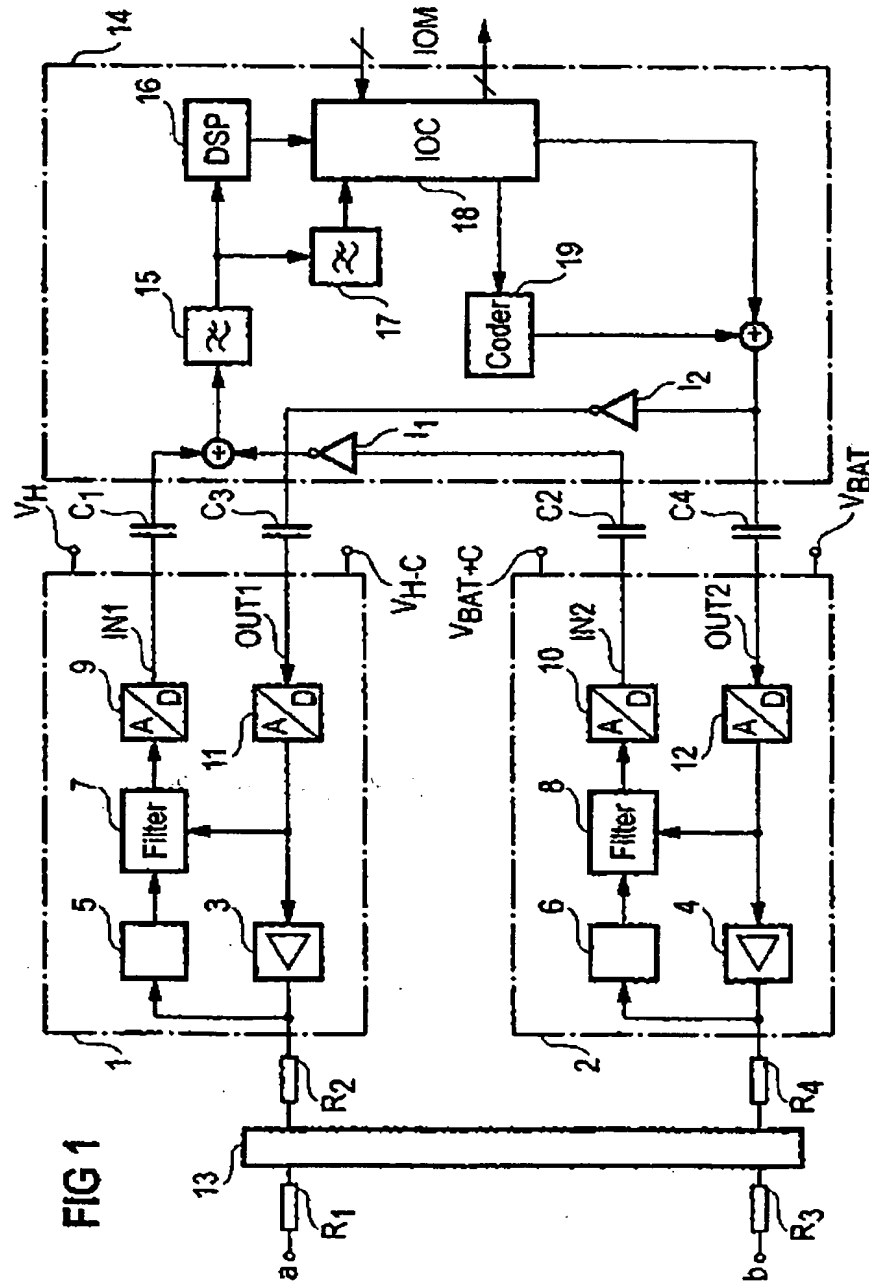 FIG 1
14
16
DSP
15
IOM
IOC
18
17
19
Coder
I1
I2
VH
C1
C3
VH-C
C2
C4
VBAT+C
VBAT
1
5
7
Filter
9
A
D
IN1
3
11
A
D
OUT1
2
6
8
Filter
10
A
D
IN2
4
12
A
D
OUT2
13
R1
R2
R3
R4
a
b